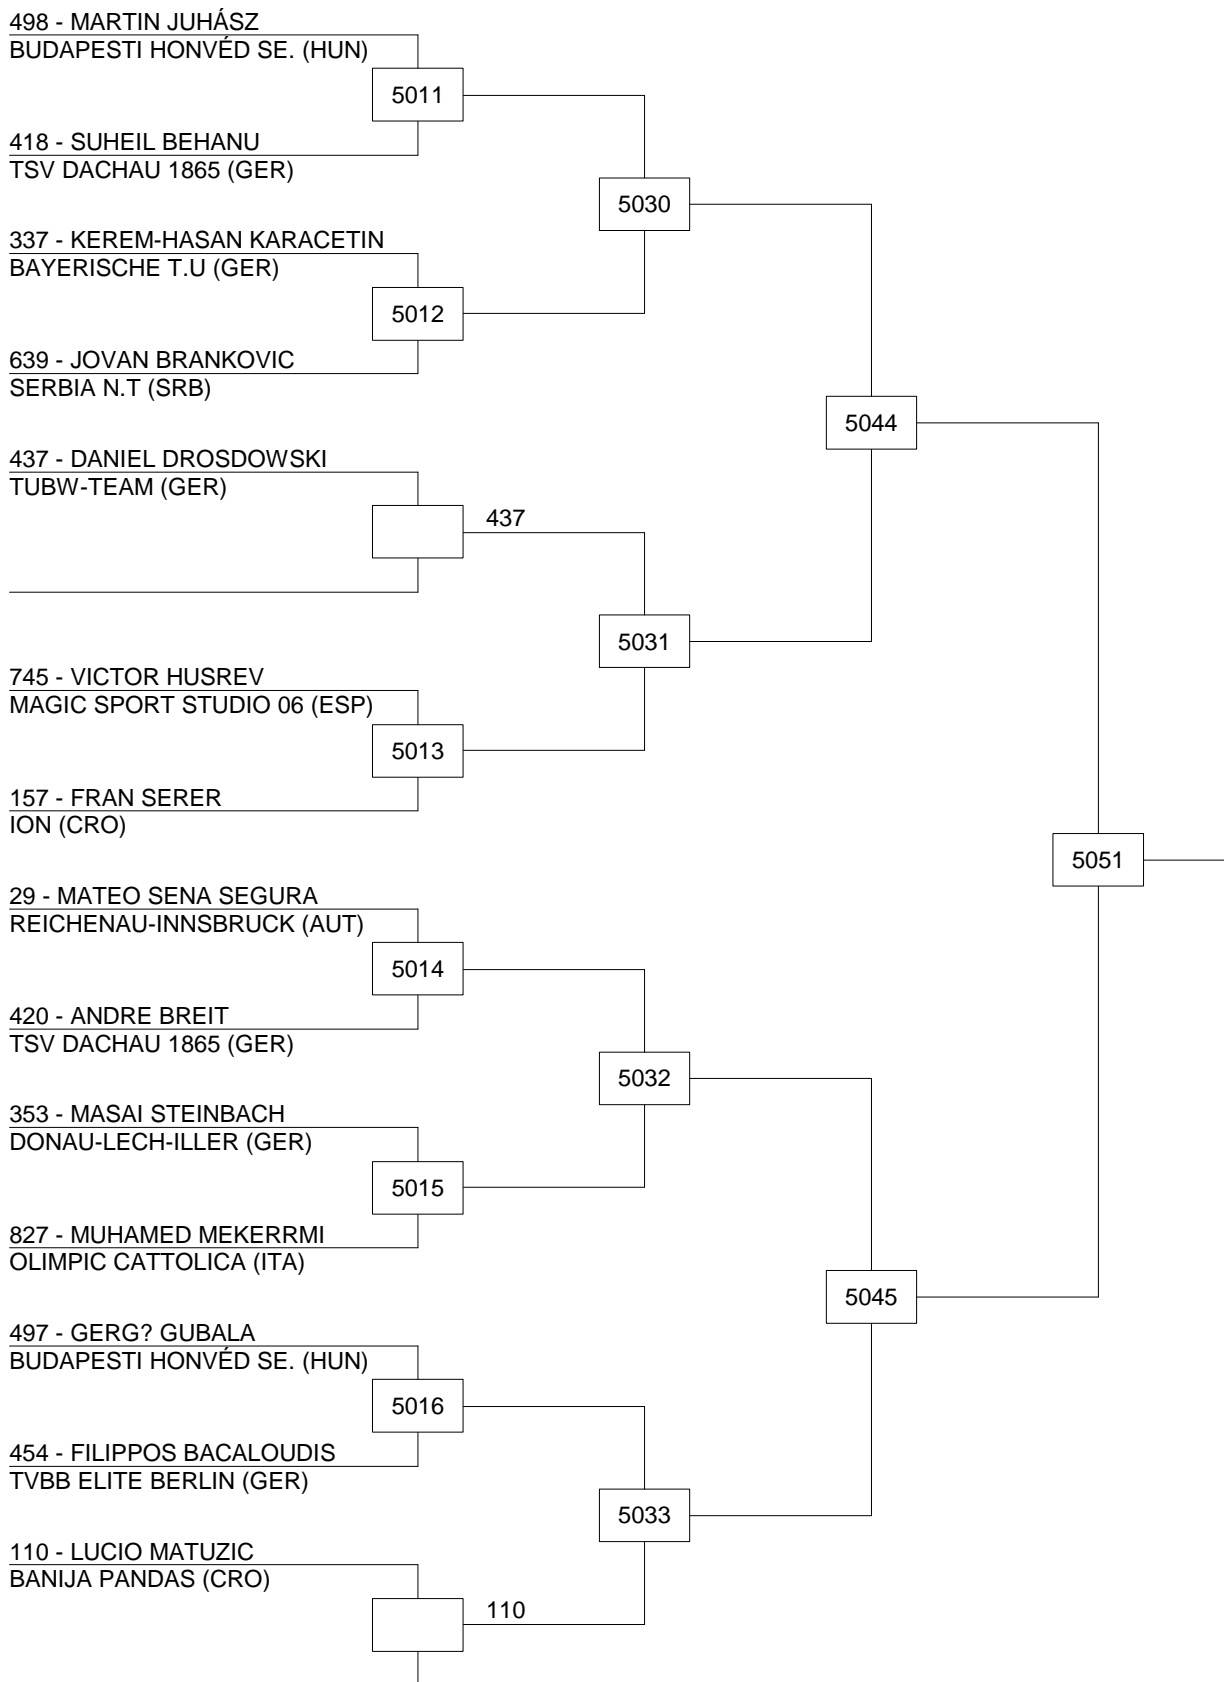 498 - MARTIN JUHÁSZ
BUDAPESTI HONVÉD SE. (HUN)
5011
418 - SUHEIL BEHANU
TSV DACHAU 1865 (GER)
5030
337 - KEREM-HASAN KARACETIN
BAYERISCHE T.U (GER)
5012
639 - JOVAN BRANKOVIC
SERBIA N.T (SRB)
5044
437 - DANIEL DROSDOWSKI
TUBW-TEAM (GER)
437
5031
745 - VICTOR HUSREV
MAGIC SPORT STUDIO 06 (ESP)
5013
157 - FRAN SERER
ION (CRO)
5051
29 - MATEO SENA SEGURA
REICHENAU-INNSBRUCK (AUT)
5014
420 - ANDRE BREIT
TSV DACHAU 1865 (GER)
5032
353 - MASAI STEINBACH
DONAU-LECH-ILLER (GER)
5015
827 - MUHAMED MEKERRMI
OLIMPIC CATTOLICA (ITA)
5045
497 - GERG? GUBALA
BUDAPESTI HONVÉD SE. (HUN)
5016
454 - FILIPPOS BACALOUDIS
TVBB ELITE BERLIN (GER)
5033
110 - LUCIO MATUZIC
BANIJA PANDAS (CRO)
110